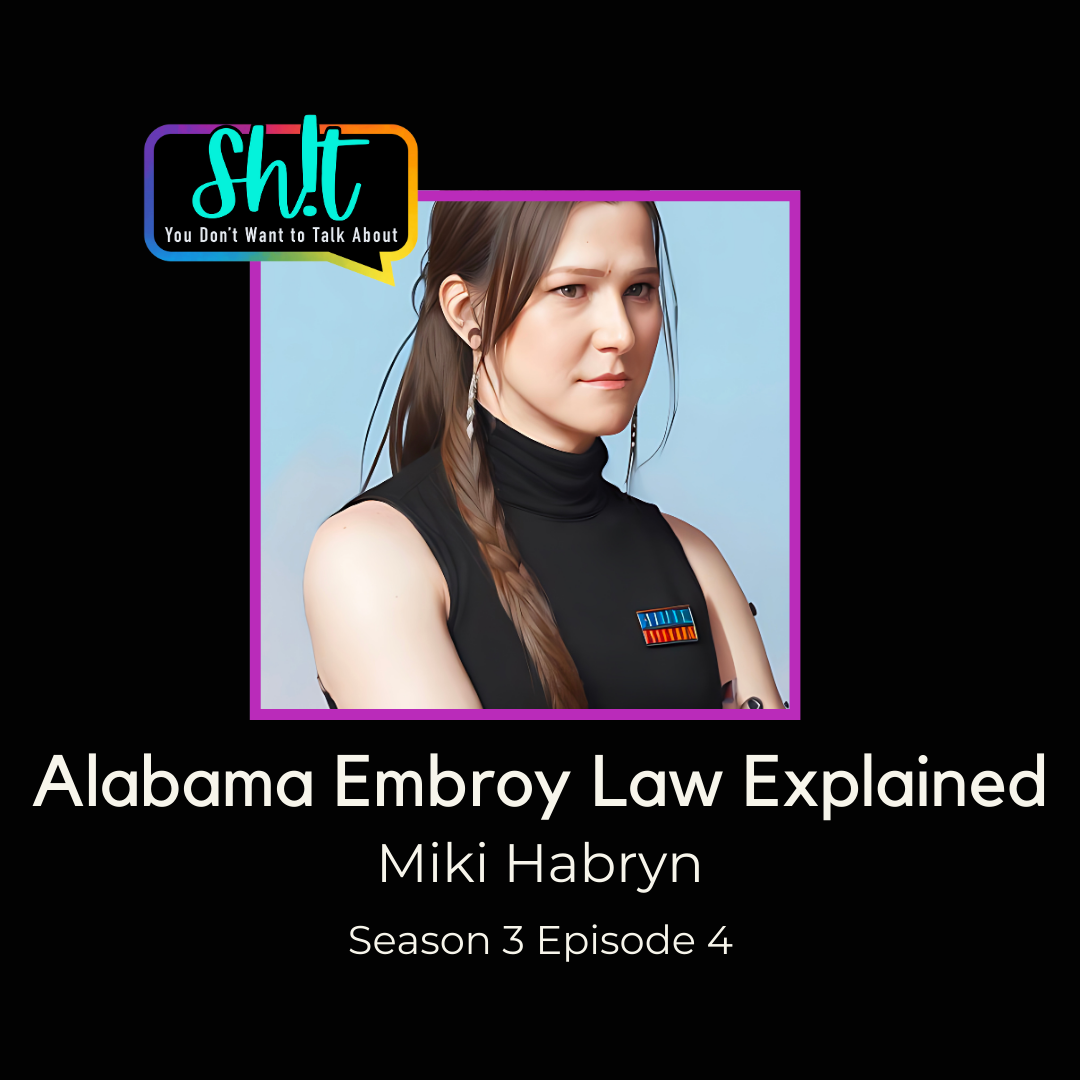 Sh!t
You Don't Want to Talk About
Alabama Embroy Law Explained
Miki Habryn
Season 3 Episode 4